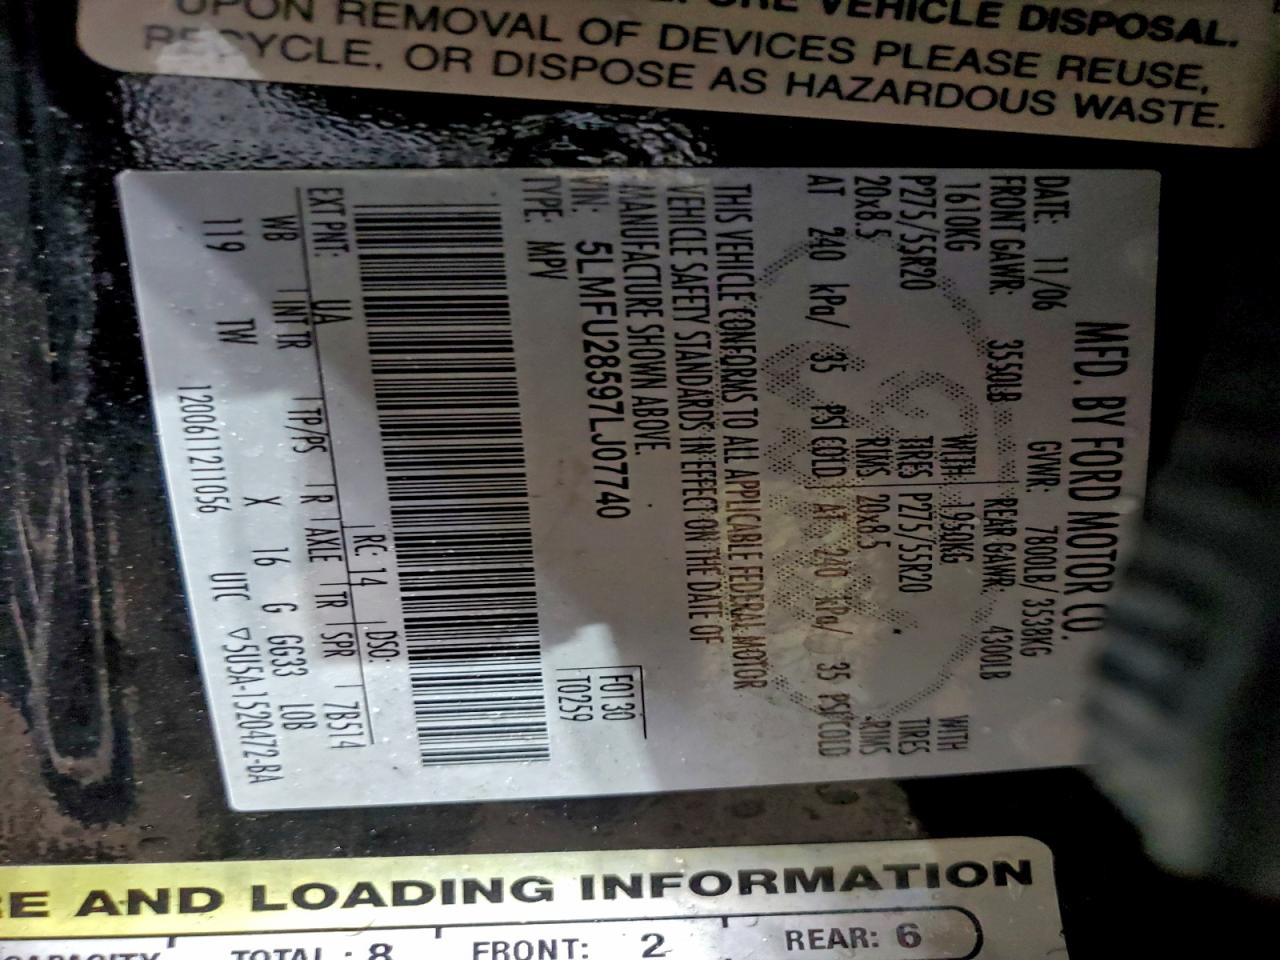 BEFORE VEHICLE DISPOSAL.
UPON REMOVAL OF DEVICES PLEASE REUSE,
RECYCLE, OR DISPOSE AS HAZARDOUS WASTE.
MFD. BY FORD MOTOR CO.
DATE: 11/06 GVWR: 7800LB/ 3538KG
FRONT GAWR: 3550LB REAR GAWR: 4300LB
1610KG WITH 1950KG WITH
P275/55R20 TIRES P275/55R20 TIRES
20x8.5 RIMS 20x8.5 RIMS
AT 240 kPa/ 35 PSI COLD AT 240 kPa/ 35 PSI COLD
THIS VEHICLE CONFORMS TO ALL APPLICABLE FEDERAL MOTOR
VEHICLE SAFETY STANDARDS IN EFFECT ON THE DATE OF
MANUFACTURE SHOWN ABOVE.
VIN: 5LMFU28597LJ07740
TYPE: MPV
F0130
T0259
EXT PNT: UA RC: 14 DSO:
WB INT TR TP/PS R AXLE TR SPR 7B514
119 TW X 16 G GG33 LOB
1200611211056 UTC ▽5U5A-1520472-BA
RE AND LOADING INFORMATION
CAPACITY TOTAL : 8 FRONT: 2 REAR: 6